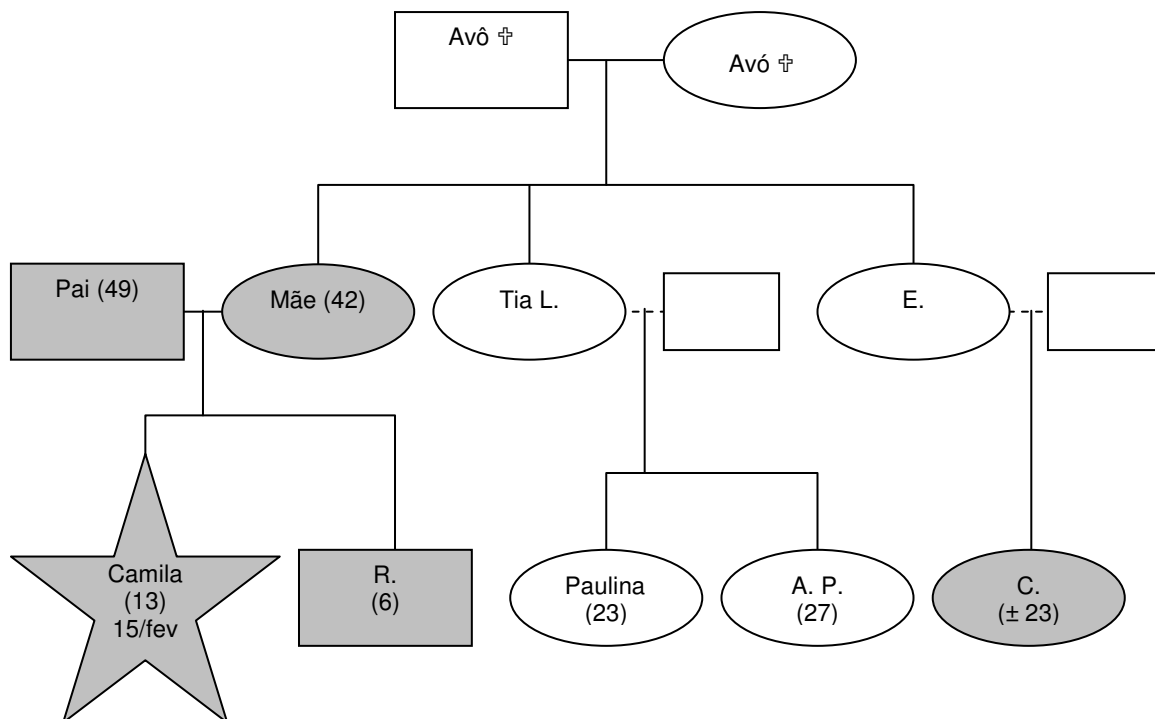 Avô ✞
Avó ✞
Pai (49)
Mãe (42)
Tia L.
E.
Camila
(13)
15/fev
R.
(6)
Paulina
(23)
A. P.
(27)
C.
(± 23)